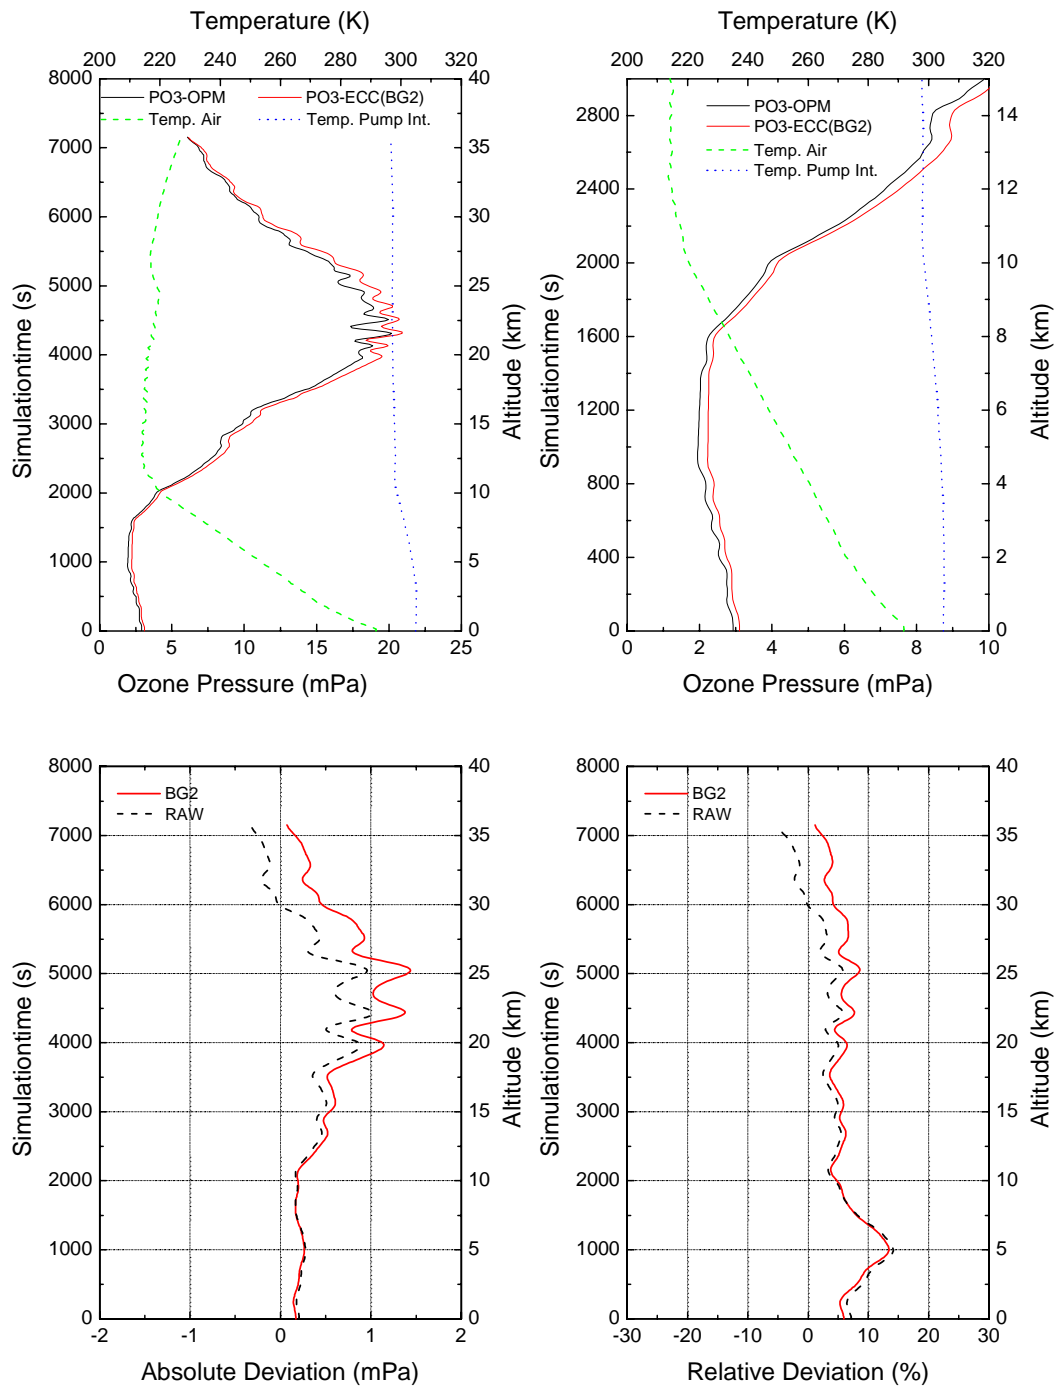 Temperature (K)
200 220 240 260 280 300 320
8000
7000
6000
5000
4000
3000
2000
1000
0
Simulationtime (s)
PO3-OPM
PO3-ECC(BG2)
Temp. Air
Temp. Pump Int.
40
35
30
25
20
15
10
5
0
Altitude (km)
0 5 10 15 20 25
Ozone Pressure (mPa)
Temperature (K)
200 220 240 260 280 300 320
2800
2400
2000
1600
1200
800
400
0
Simulationtime (s)
PO3-OPM
PO3-ECC(BG2)
Temp. Air
Temp. Pump Int.
14
12
10
8
6
4
2
0
Altitude (km)
0 2 4 6 8 10
Ozone Pressure (mPa)
8000
7000
6000
5000
4000
3000
2000
1000
0
Simulationtime (s)
BG2
RAW
40
35
30
25
20
15
10
5
0
Altitude (km)
-2 -1 0 1 2
Absolute Deviation (mPa)
8000
7000
6000
5000
4000
3000
2000
1000
0
Simulationtime (s)
BG2
RAW
40
35
30
25
20
15
10
5
0
Altitude (km)
-30 -20 -10 0 10 20 30
Relative Deviation (%)